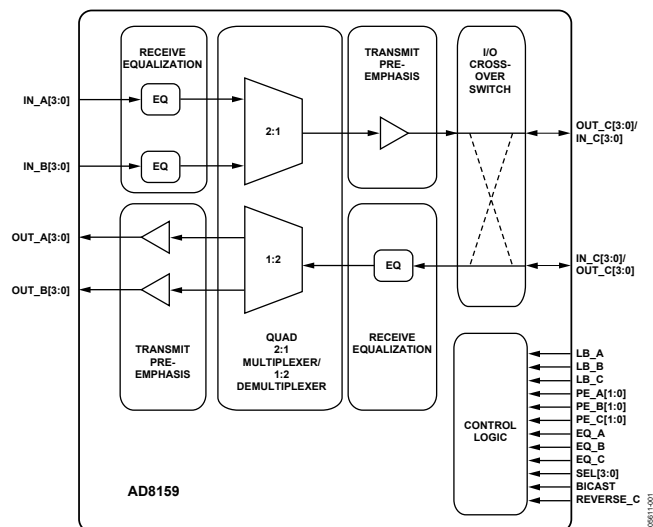 RECEIVE
EQUALIZATION
TRANSMIT
PRE-
EMPHASIS
I/O
CROSS-
OVER
SWITCH
IN_A[3:0]
EQ
2:1
OUT_C[3:0]/
IN_C[3:0]
IN_B[3:0]
EQ
OUT_A[3:0]
1:2
EQ
IN_C[3:0]/
OUT_C[3:0]
OUT_B[3:0]
TRANSMIT
PRE-
EMPHASIS
QUAD
2:1
MULTIPLEXER/
1:2
DEMULTIPLEXER
RECEIVE
EQUALIZATION
CONTROL
LOGIC
LB_A
LB_B
LB_C
PE_A[1:0]
PE_B[1:0]
PE_C[1:0]
EQ_A
EQ_B
EQ_C
SEL[3:0]
BICAST
REVERSE_C
AD8159
05611-001